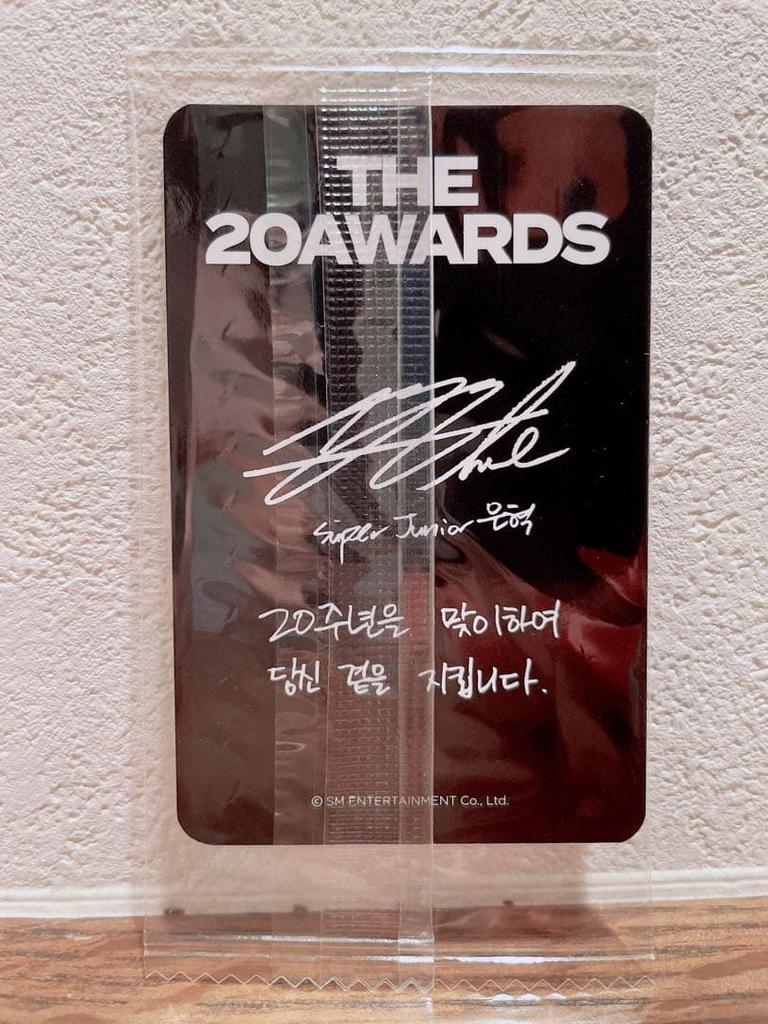 THE
20AWARDS
Super Junior 은혁
20주년을 맞이하여
당신 곁을 지킵니다.
© SM ENTERTAINMENT Co., Ltd.